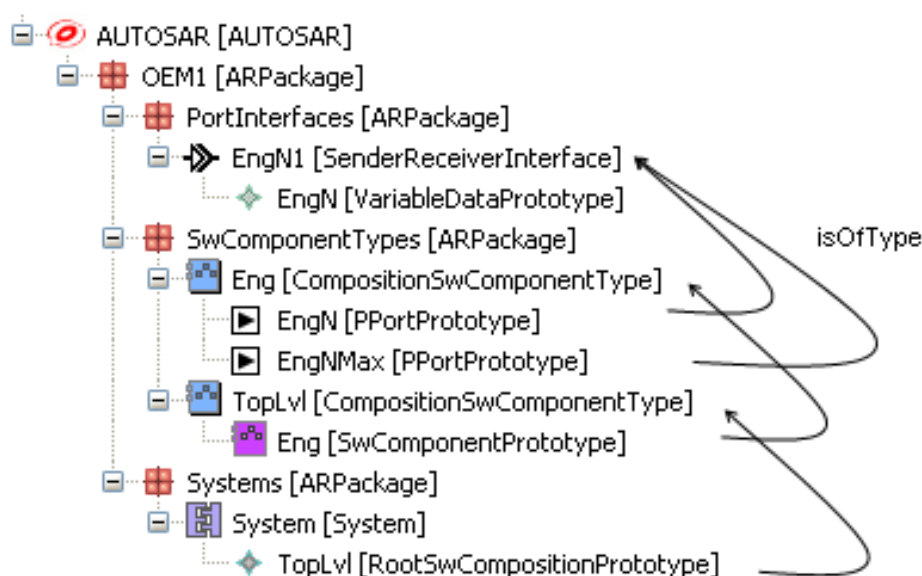 AUTOSAR [AUTOSAR]
OEM1 [ARPackage]
PortInterfaces [ARPackage]
EngN1 [SenderReceiverInterface]
EngN [VariableDataPrototype]
SwComponentTypes [ARPackage]
isOfType
Eng [CompositionSwComponentType]
EngN [PPortPrototype]
EngNMax [PPortPrototype]
TopLvl [CompositionSwComponentType]
Eng [SwComponentPrototype]
Systems [ARPackage]
System [System]
TopLvl [RootSwCompositionPrototype]